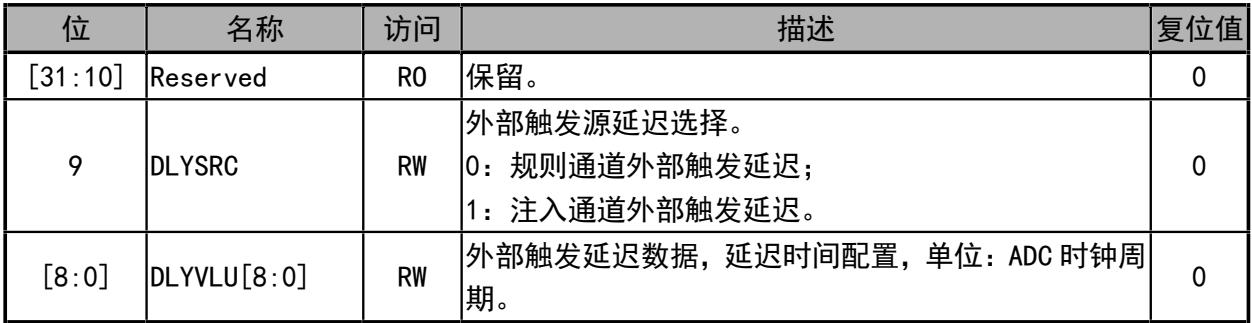 位 名称 访问 描述 复位值
[31:10] Reserved RO 保留。 0
外部触发源延迟选择。
9 DLYSRC RW 0：规则通道外部触发延迟； 0
1：注入通道外部触发延迟。
[8:0] DLYVLU[8:0] RW 外部触发延迟数据，延迟时间配置，单位：ADC 时钟周 0
期。